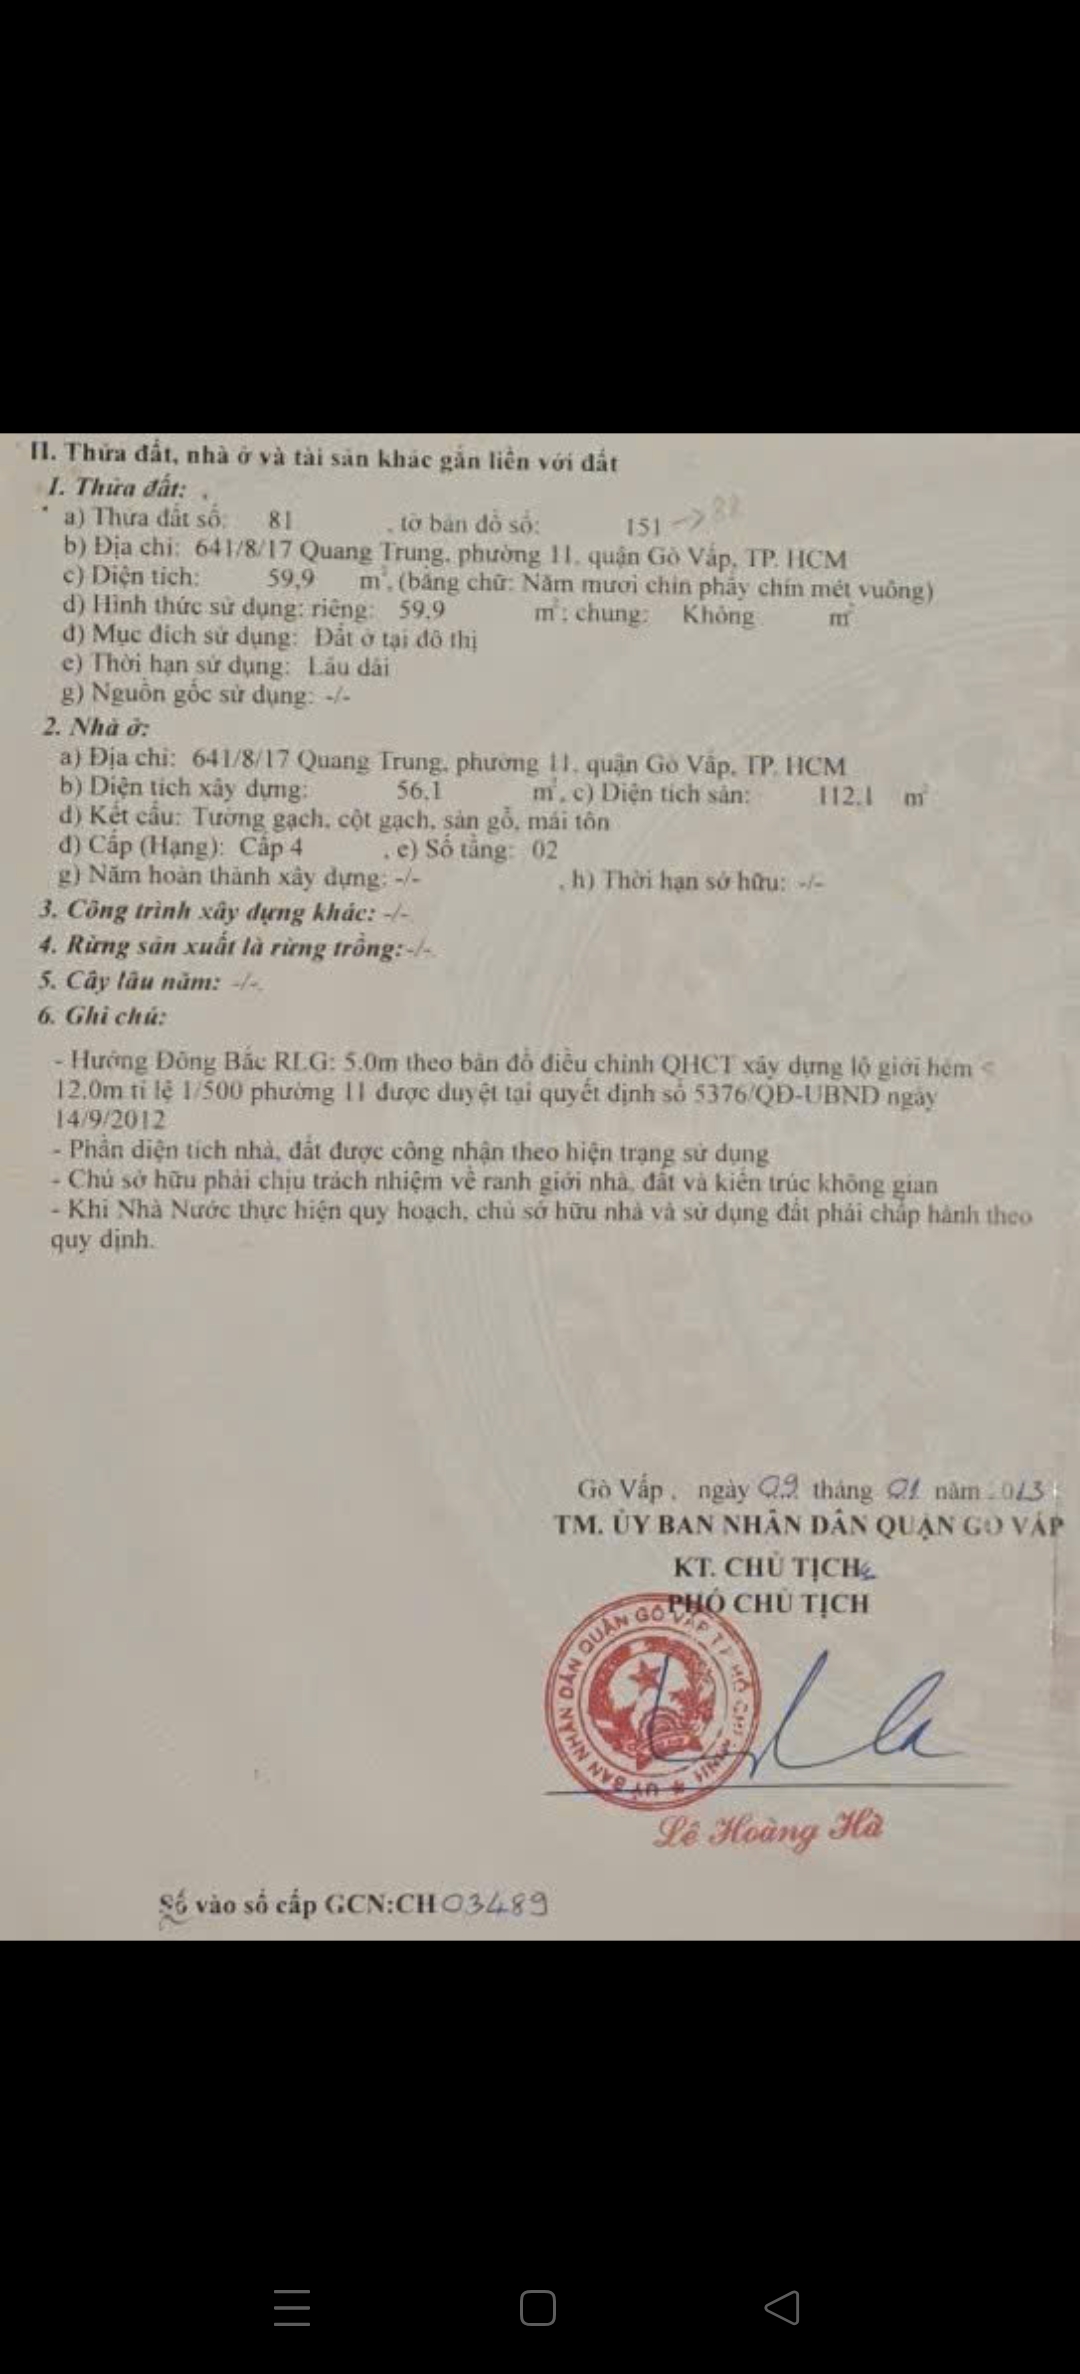 II. Thửa đất, nhà ở và tài sản khác gắn liền với đất
1. Thửa đất:
a) Thửa đất số: 81 , tờ bản đồ số: 151 → 38
b) Địa chỉ: 641/8/17 Quang Trung, phường 11, quận Gò Vấp, TP. HCM
c) Diện tích: 59,9 m², (bằng chữ: Năm mươi chín phẩy chín mét vuông)
d) Hình thức sử dụng: riêng: 59,9 m²; chung: Không m²
đ) Mục đích sử dụng: Đất ở tại đô thị
e) Thời hạn sử dụng: Lâu dài
g) Nguồn gốc sử dụng: -/-
2. Nhà ở:
a) Địa chỉ: 641/8/17 Quang Trung, phường 11, quận Gò Vấp, TP. HCM
b) Diện tích xây dựng: 56,1 m², c) Diện tích sàn: 112,1 m²
d) Kết cấu: Tường gạch, cột gạch, sàn gỗ, mái tôn
đ) Cấp (Hạng): Cấp 4 , e) Số tầng: 02
g) Năm hoàn thành xây dựng: -/- , h) Thời hạn sở hữu: -/-
3. Công trình xây dựng khác: -/-
4. Rừng sản xuất là rừng trồng: -/-
5. Cây lâu năm: -/-
6. Ghi chú:
- Hướng Đông Bắc RLG: 5.0m theo bản đồ điều chỉnh QHCT xây dựng lộ giới hẻm
12.0m tỉ lệ 1/500 phường 11 được duyệt tại quyết định số 5376/QĐ-UBND ngày
14/9/2012
- Phần diện tích nhà, đất được công nhận theo hiện trạng sử dụng
- Chủ sở hữu phải chịu trách nhiệm về ranh giới nhà, đất và kiến trúc không gian
- Khi Nhà Nước thực hiện quy hoạch, chủ sở hữu nhà và sử dụng đất phải chấp hành theo
quy định.
Gò Vấp , ngày 09 tháng 01 năm 2013
TM. ỦY BAN NHÂN DÂN QUẬN GÒ VẤP
KT. CHỦ TỊCH
PHÓ CHỦ TỊCH
ỦY BAN NHÂN DÂN QUẬN GÒ VẤP T.P HỒ CHÍ MINH
Lê Hoàng Hà
Số vào sổ cấp GCN:CH 03489